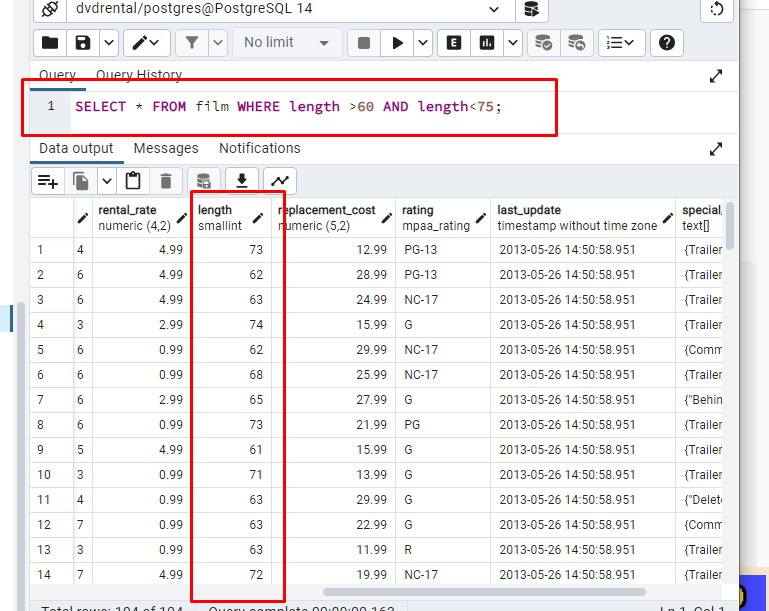 dvdrental/postgres@PostgreSQL 14
No limit
Query Query History
1 SELECT * FROM film WHERE length >60 AND length<75;
Data output Messages Notifications
rental_rate length replacement_cost rating last_update special_
numeric (4,2) smallint numeric (5,2) mpaa_rating timestamp without time zone text[]
1 4 4.99 73 12.99 PG-13 2013-05-26 14:50:58.951 {Trailer
2 6 4.99 62 28.99 PG-13 2013-05-26 14:50:58.951 {Trailer
3 6 4.99 63 24.99 NC-17 2013-05-26 14:50:58.951 {Trailer
4 3 2.99 74 15.99 G 2013-05-26 14:50:58.951 {Trailer
5 6 0.99 62 29.99 NC-17 2013-05-26 14:50:58.951 {Comm
6 6 0.99 68 25.99 NC-17 2013-05-26 14:50:58.951 {Trailer
7 6 2.99 65 27.99 G 2013-05-26 14:50:58.951 {"Behin
8 6 0.99 73 21.99 PG 2013-05-26 14:50:58.951 {Trailer
9 5 4.99 61 15.99 G 2013-05-26 14:50:58.951 {Trailer
10 3 0.99 71 13.99 G 2013-05-26 14:50:58.951 {Trailer
11 4 0.99 63 29.99 G 2013-05-26 14:50:58.951 {"Delet
12 7 0.99 63 22.99 G 2013-05-26 14:50:58.951 {Comm
13 3 0.99 63 11.99 R 2013-05-26 14:50:58.951 {Trailer
14 7 4.99 72 19.99 NC-17 2013-05-26 14:50:58.951 {Trailer
Total rows: 104 of 104 Query complete 00:00:00.162 Ln 1, Col 1